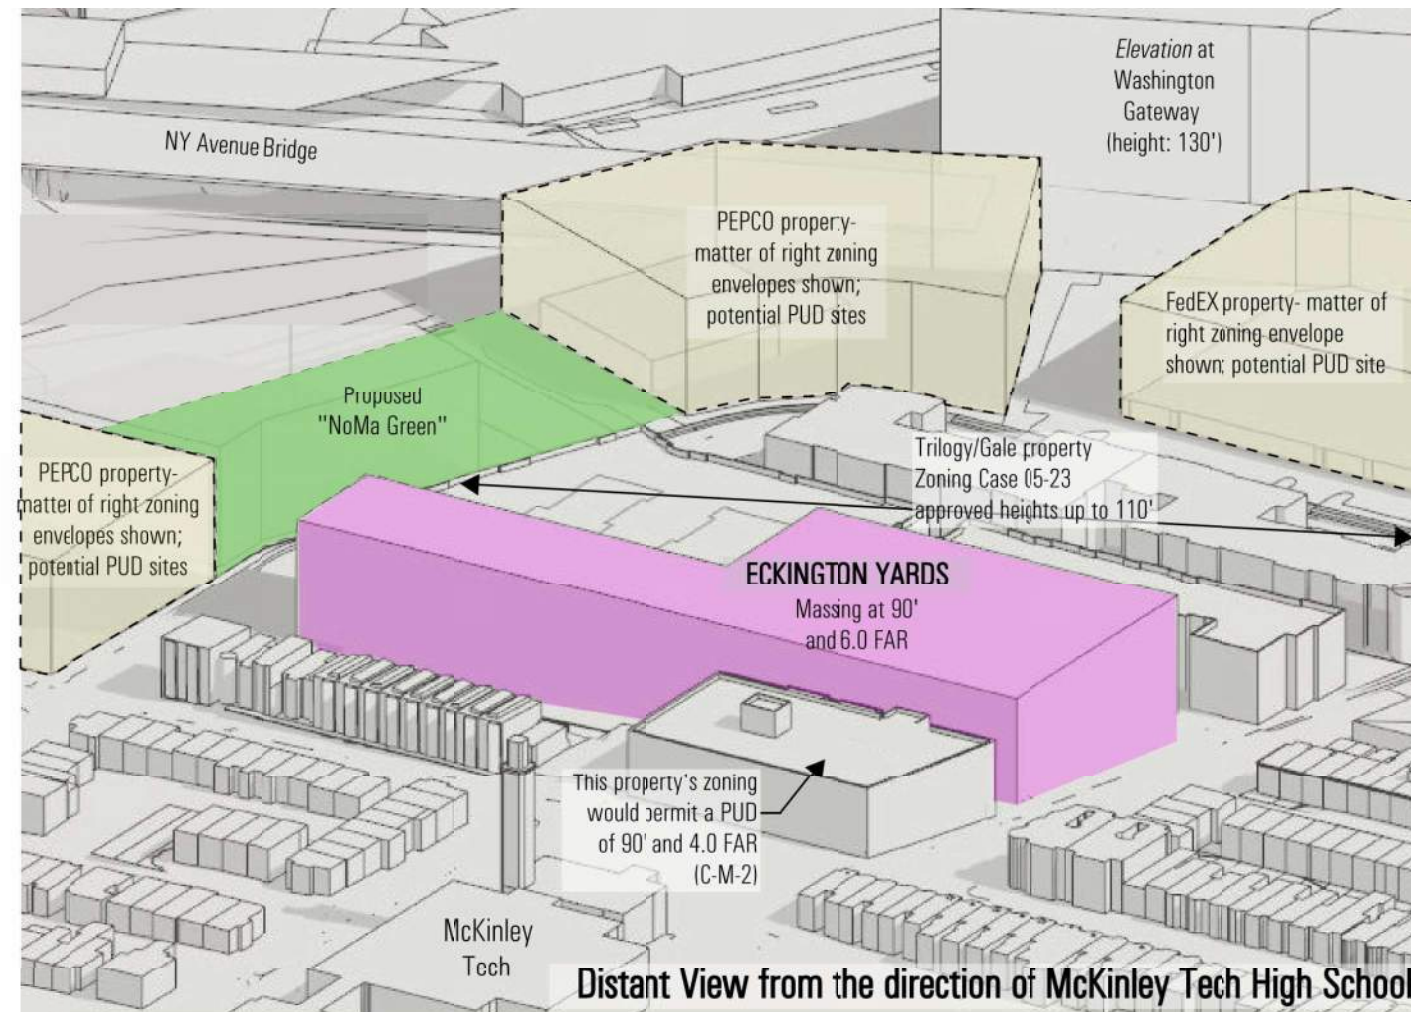 Elevation at
Washington
Gateway
(height: 130')
NY Avenue Bridge
PEPCO property-
matter of right zoning
envelopes shown;
potential PUD sites
FedEX property- matter of
right zoning envelope
shown; potential PUD site
Proposed
"NoMa Green"
Trilogy/Gale property
Zoning Case 05-23
approved heights up to 110'
PEPCO property-
matter of right zoning
envelopes shown;
potential PUD sites
ECKINGTON YARDS
Massing at 90'
and 6.0 FAR
This property's zoning
would permit a PUD
of 90' and 4.0 FAR
(C-M-2)
McKinley
Tech
Distant View from the direction of McKinley Tech High School